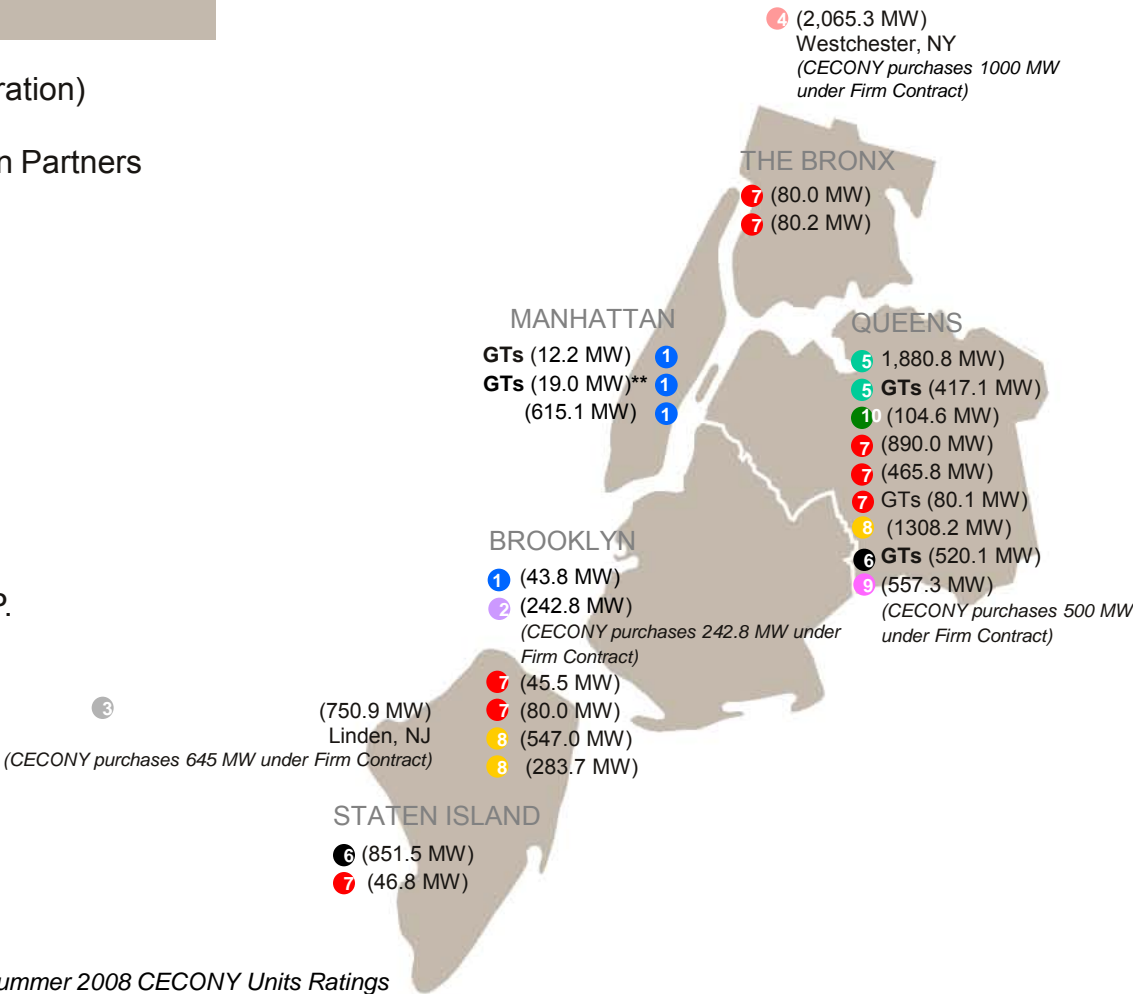 4 (2,065.3 MW)
Westchester, NY
(CECONY purchases 1000 MW
under Firm Contract)
ration)
n Partners
THE BRONX
7 (80.0 MW)
7 (80.2 MW)
MANHATTAN
GTs (12.2 MW) 1
GTs (19.0 MW)** 1
(615.1 MW) 1
QUEENS
5 1,880.8 MW)
5 GTs (417.1 MW)
10 (104.6 MW)
7 (890.0 MW)
7 (465.8 MW)
7 GTs (80.1 MW)
8 (1308.2 MW)
6 GTs (520.1 MW)
9 (557.3 MW)
(CECONY purchases 500 MW
under Firm Contract)
BROOKLYN
1 (43.8 MW)
2 (242.8 MW)
(CECONY purchases 242.8 MW under
Firm Contract)
7 (45.5 MW)
7 (80.0 MW)
8 (547.0 MW)
8 (283.7 MW)
P.
3 (750.9 MW)
Linden, NJ
(CECONY purchases 645 MW under Firm Contract)
STATEN ISLAND
6 (851.5 MW)
7 (46.8 MW)
ummer 2008 CECONY Units Ratings